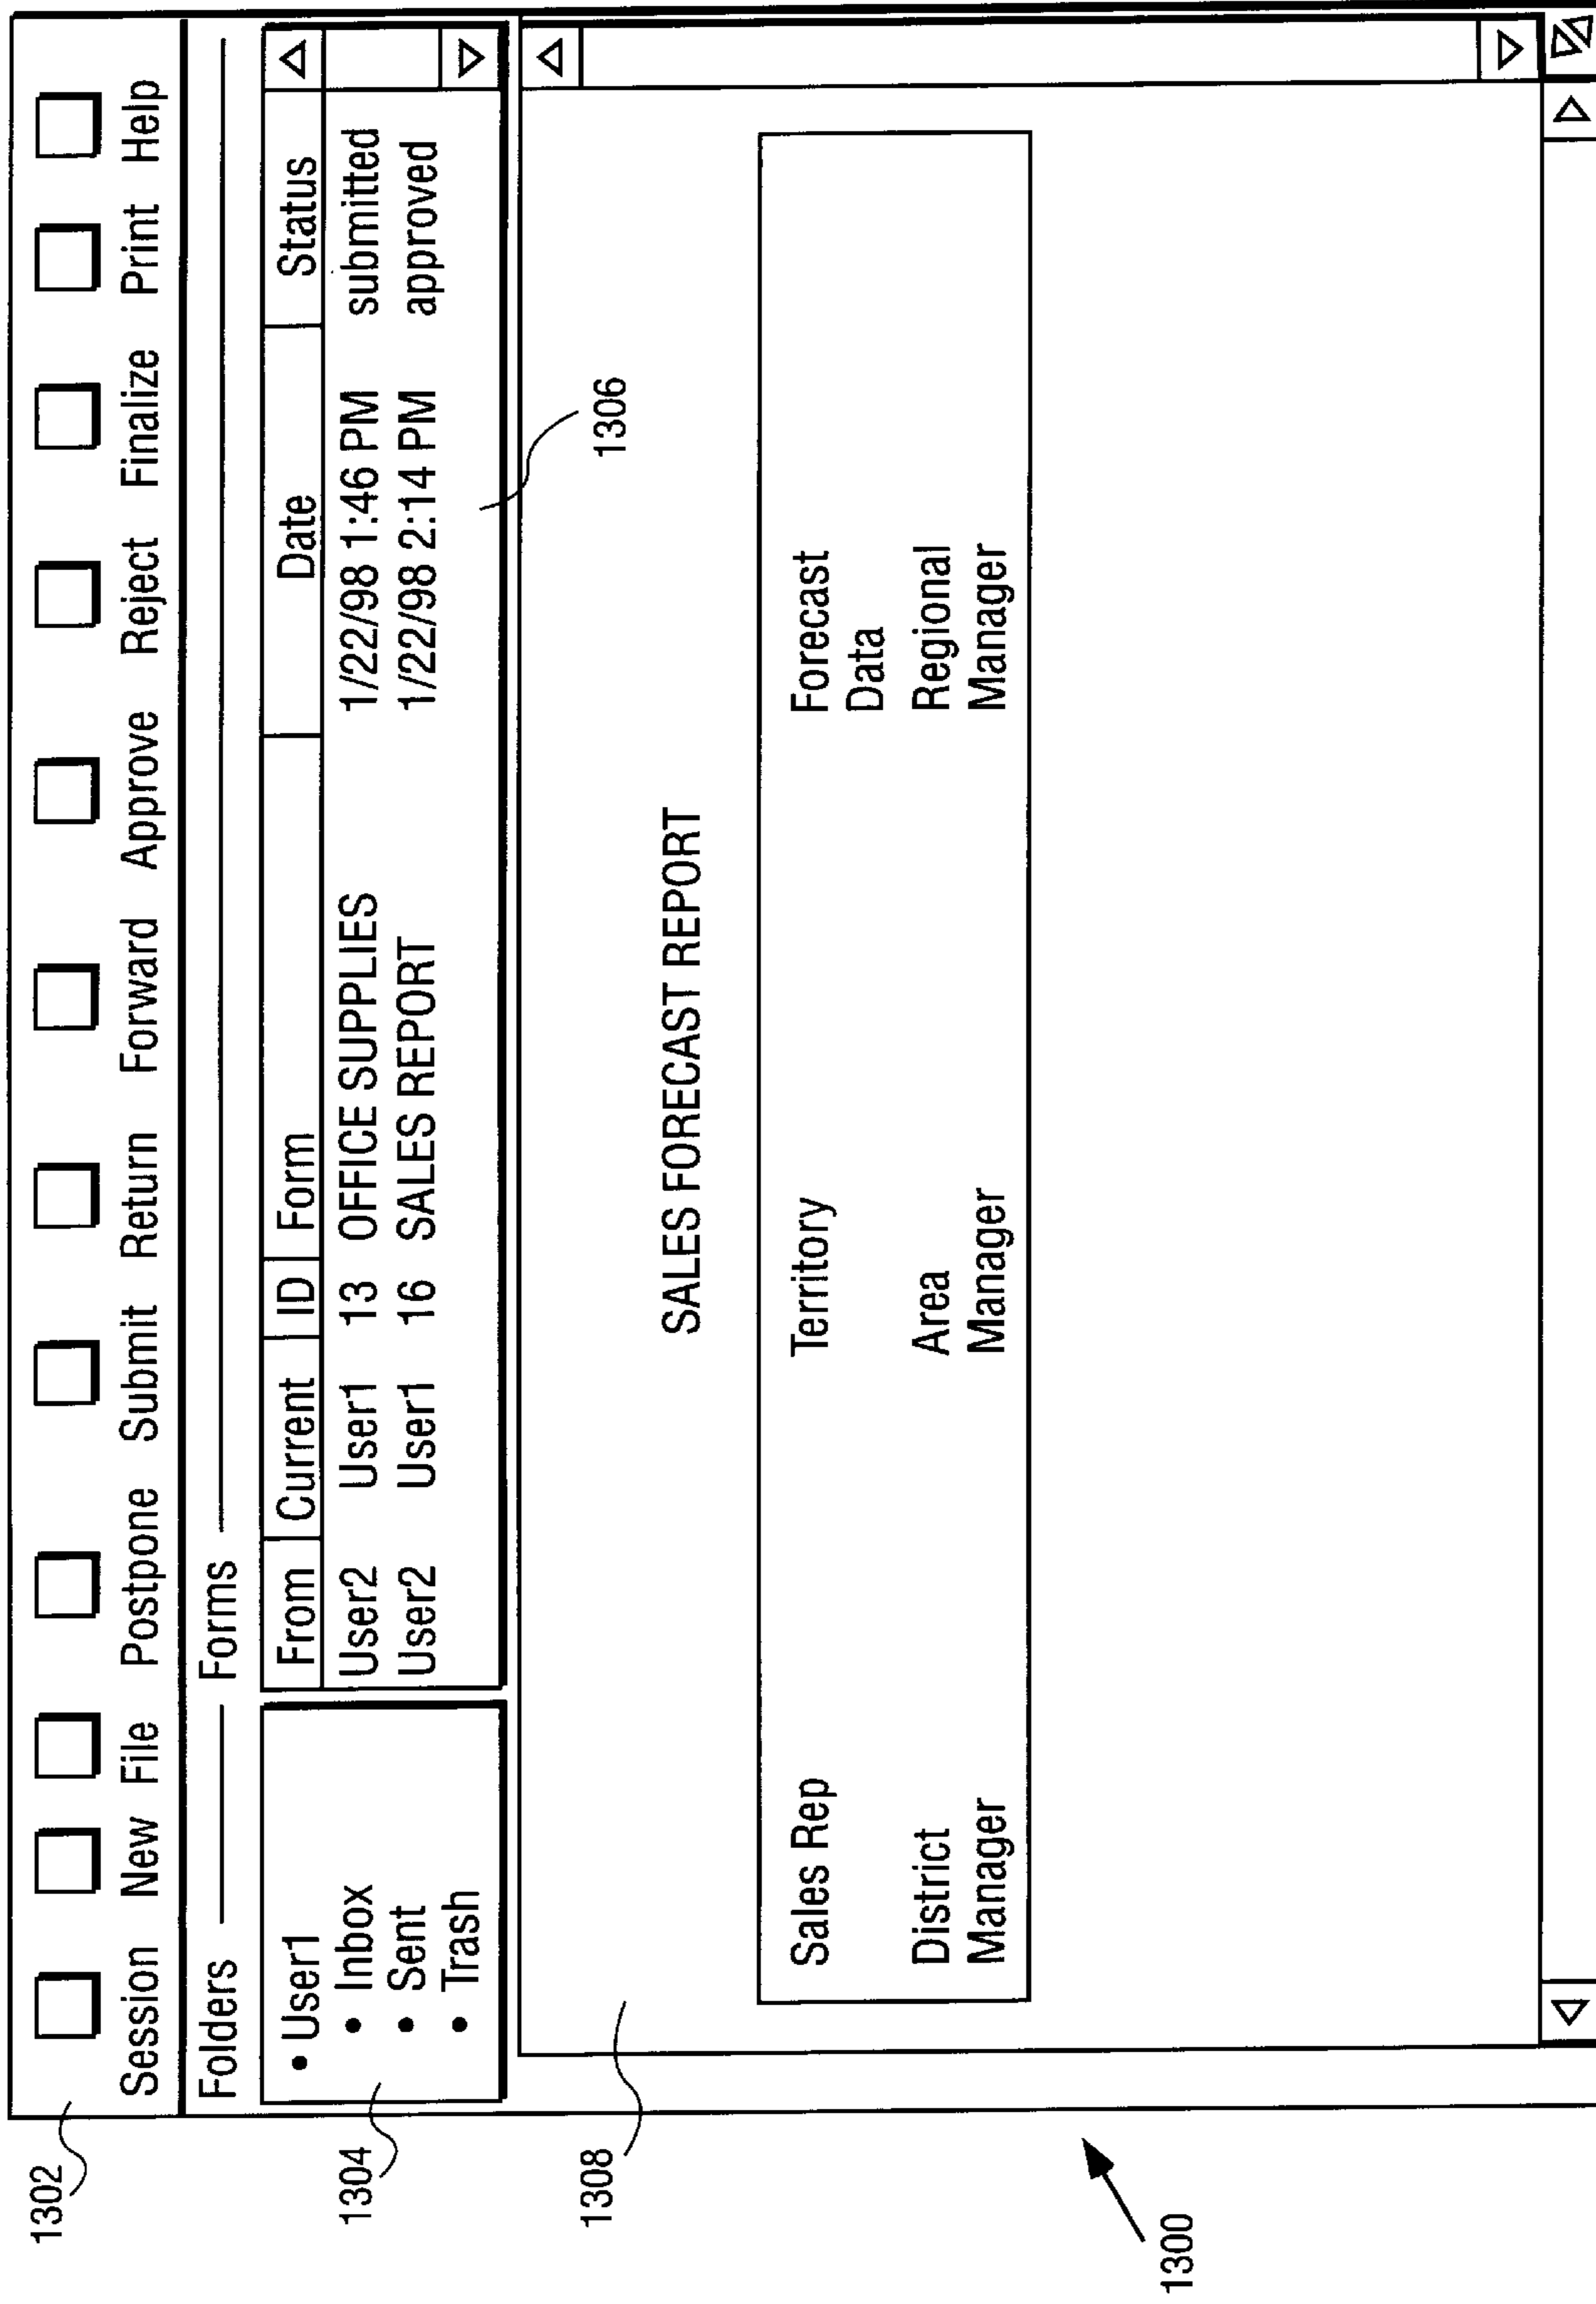 1302
Session New File Postpone Submit Return Forward Approve Reject Finalize Print Help
Folders Forms
• User1
• Inbox
• Sent
• Trash
1304
From Current ID Form Date Status
User2 User1 13 OFFICE SUPPLIES 1/22/98 1:46 PM submitted
User2 User1 16 SALES REPORT 1/22/98 2:14 PM approved
1306
1308
SALES FORECAST REPORT
Sales Rep Territory Forecast
Data
District Area Regional
Manager Manager Manager
1300